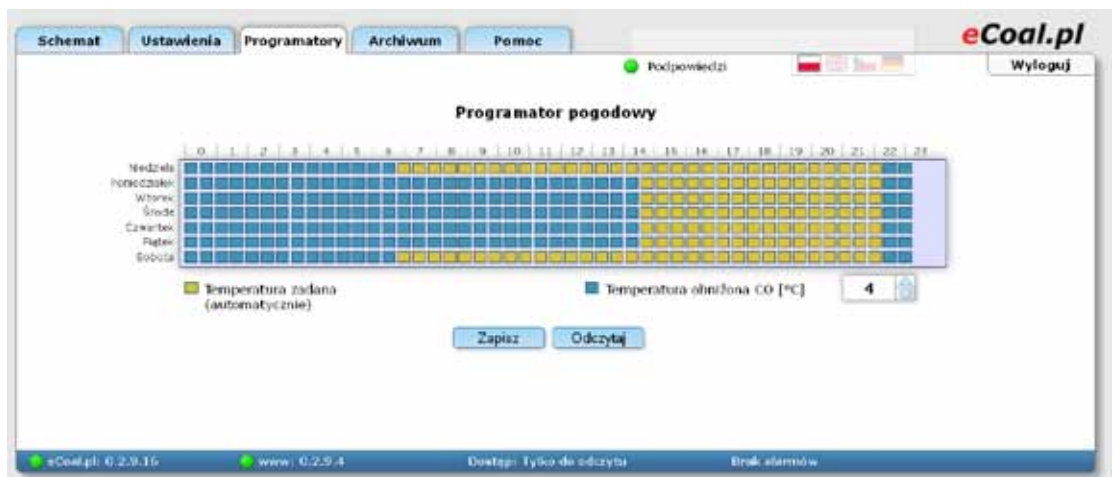 Schemat Ustawienia Programatory Archiwum Pomoc eCoal.pl
Podpowiedzi Wyloguj
Programator pogodowy
0 1 2 3 4 5 6 7 8 9 10 11 12 13 14 15 16 17 18 19 20 21 22 23
Niedziela
Poniedziałek
Wtorek
Środa
Czwartek
Piątek
Sobota
Temperatura zadana Temperatura obniżona CO [°C] 4
(automatycznie)
Zapisz Odczytaj
eCoal.pl: 0.2.9.16 www: 0.2.9.4 Dostęp: Tylko do odczytu Brak alarmów